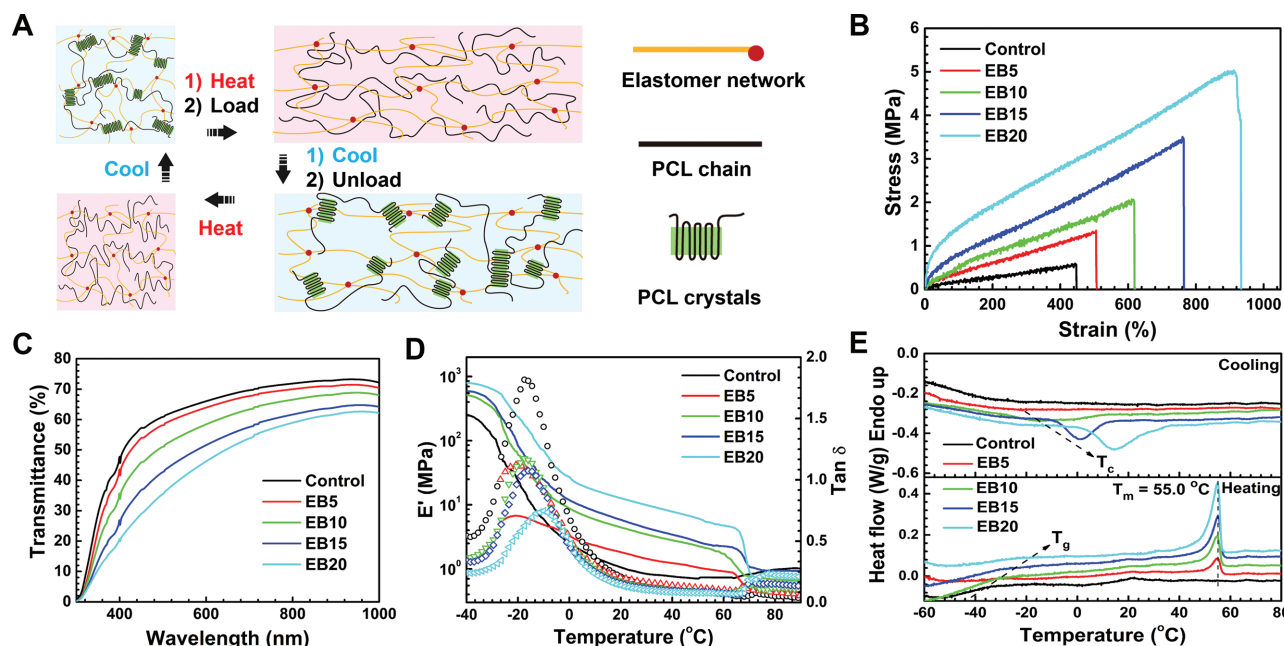 A
1) Heat
2) Load
Cool
1) Cool
2) Unload
Heat
Elastomer network
PCL chain
PCL crystals
B
Control
EB5
EB10
EB15
EB20
Stress (MPa)
6
5
4
3
2
1
0
0 200 400 600 800 1000
Strain (%)
C
Transmittance (%)
80
70
60
50
40
30
20
10
0
Control
EB5
EB10
EB15
EB20
400 600 800 1000
Wavelength (nm)
D
E' (MPa)
10³
10²
10¹
10⁰
Control
EB5
EB10
EB15
EB20
2.0
1.5
1.0
0.5
0.0
Tan δ
-40 -20 0 20 40 60 80
Temperature (°C)
E
Heat flow (W/g) Endo up
0.0
-0.2
-0.4
-0.6
Cooling
Control
EB5
Tc
0.4
0.2
0.0
EB10
EB15
EB20
Tm = 55.0 °C
Heating
Tg
-60 -40 -20 0 20 40 60 80
Temperature (°C)